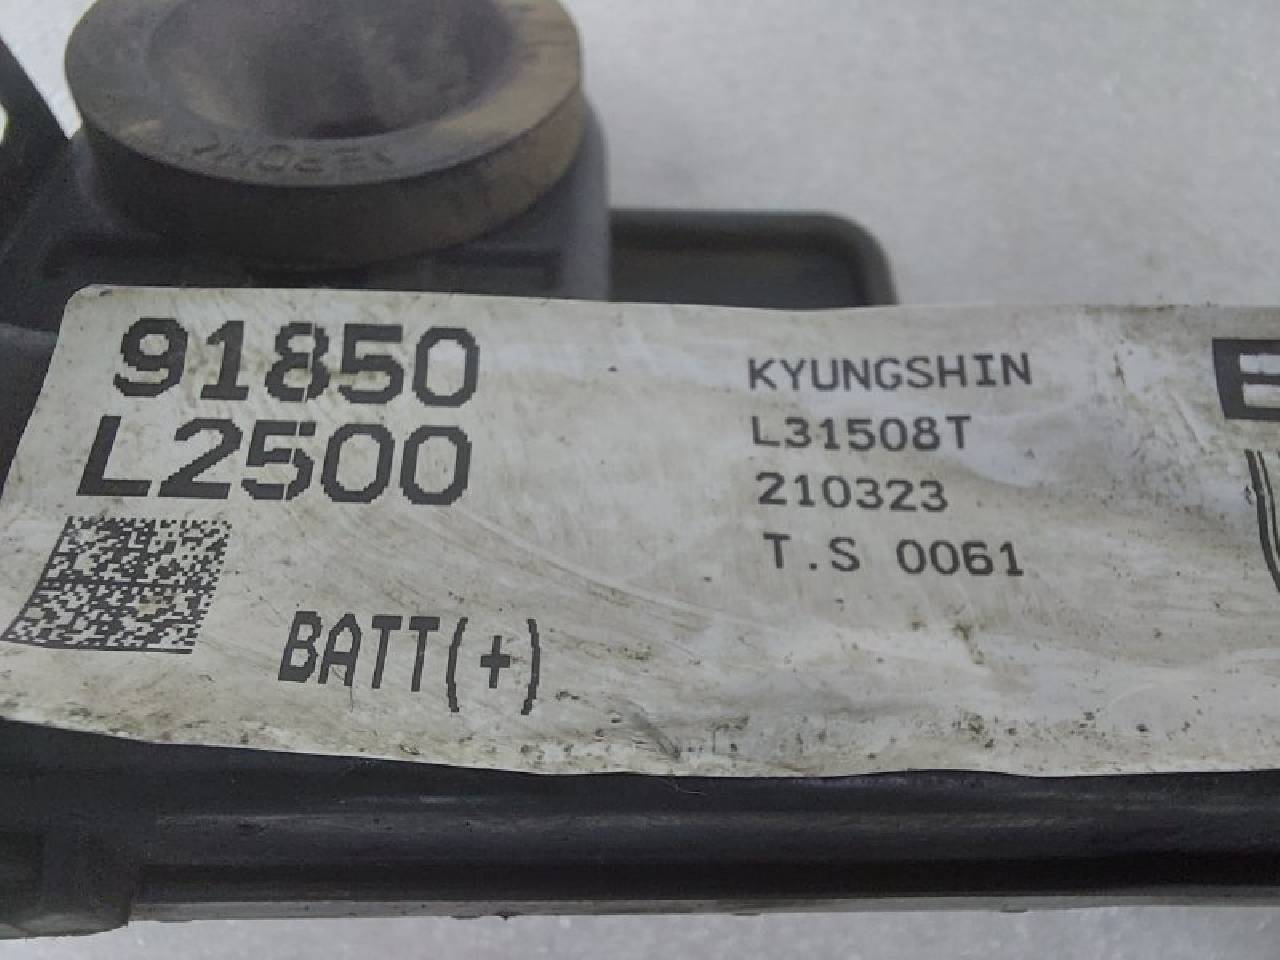 91850
L2500
BATT(+)
KYUNGSHIN
L31508T
210323
T.S 0061